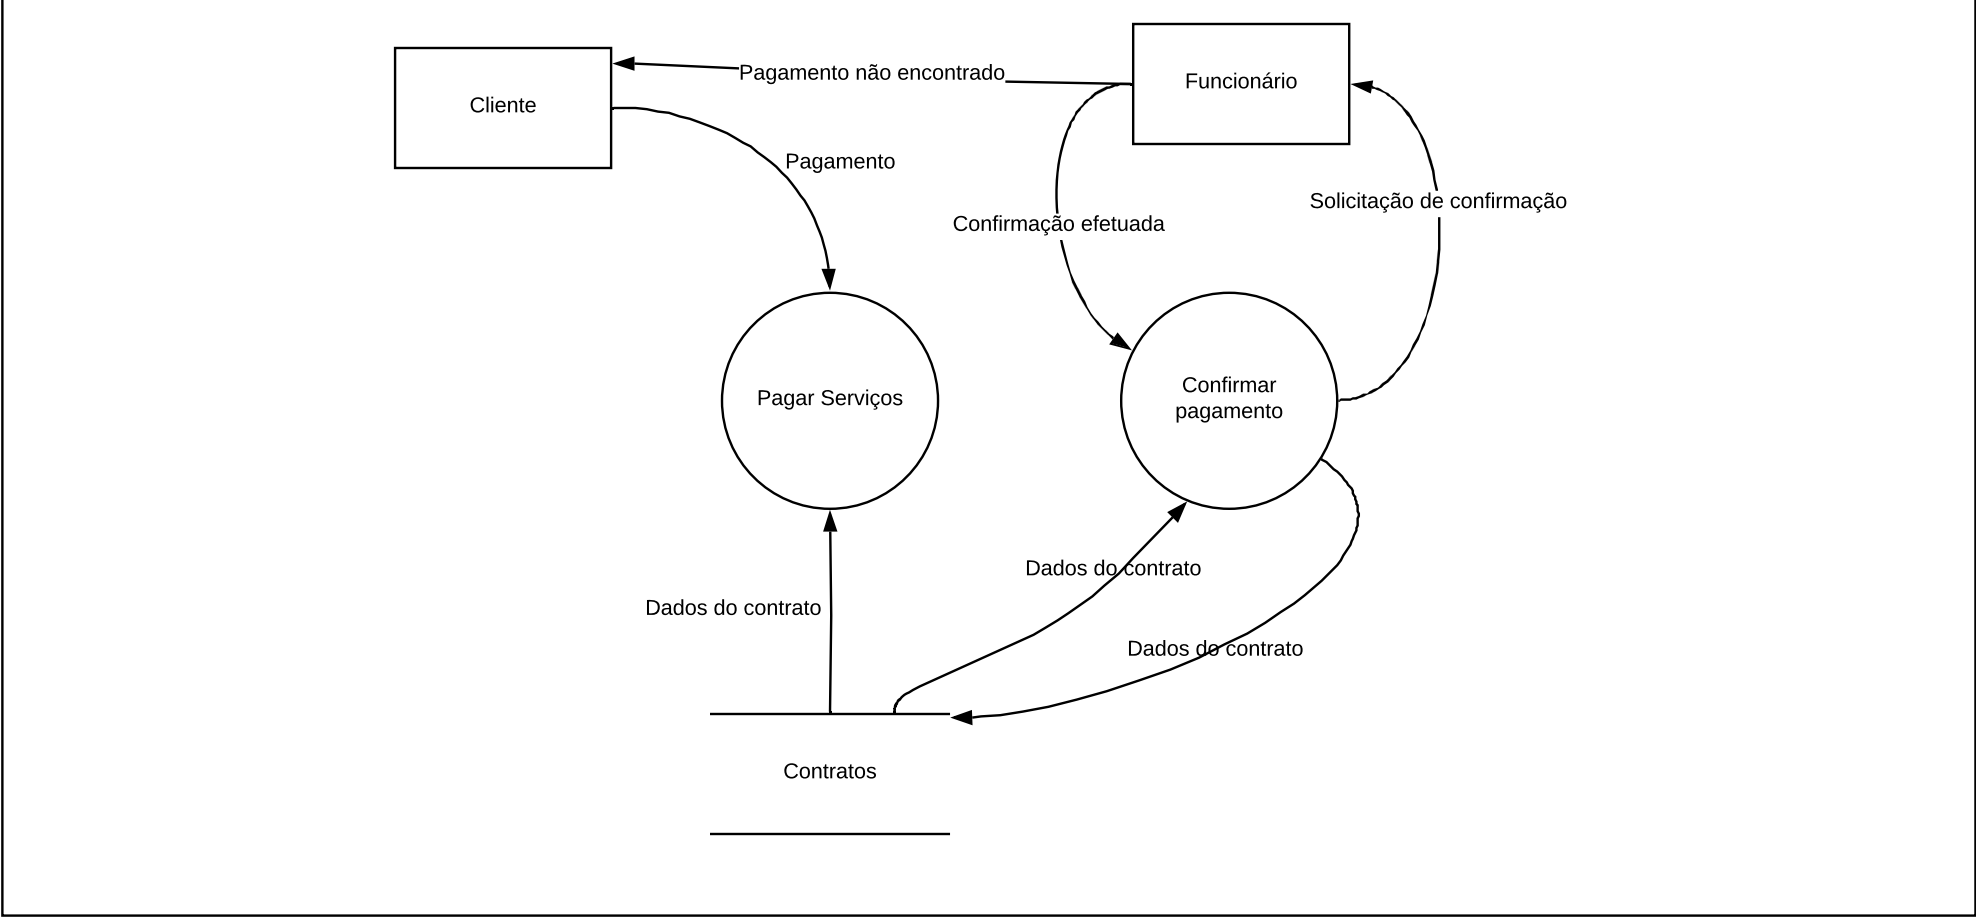 Pagamento não encontrado
Funcionário
Cliente
Pagamento
Solicitação de confirmação
Confirmação efetuada
Pagar Serviços
Confirmar
pagamento
Dados do contrato
Dados do contrato
Dados do contrato
Contratos